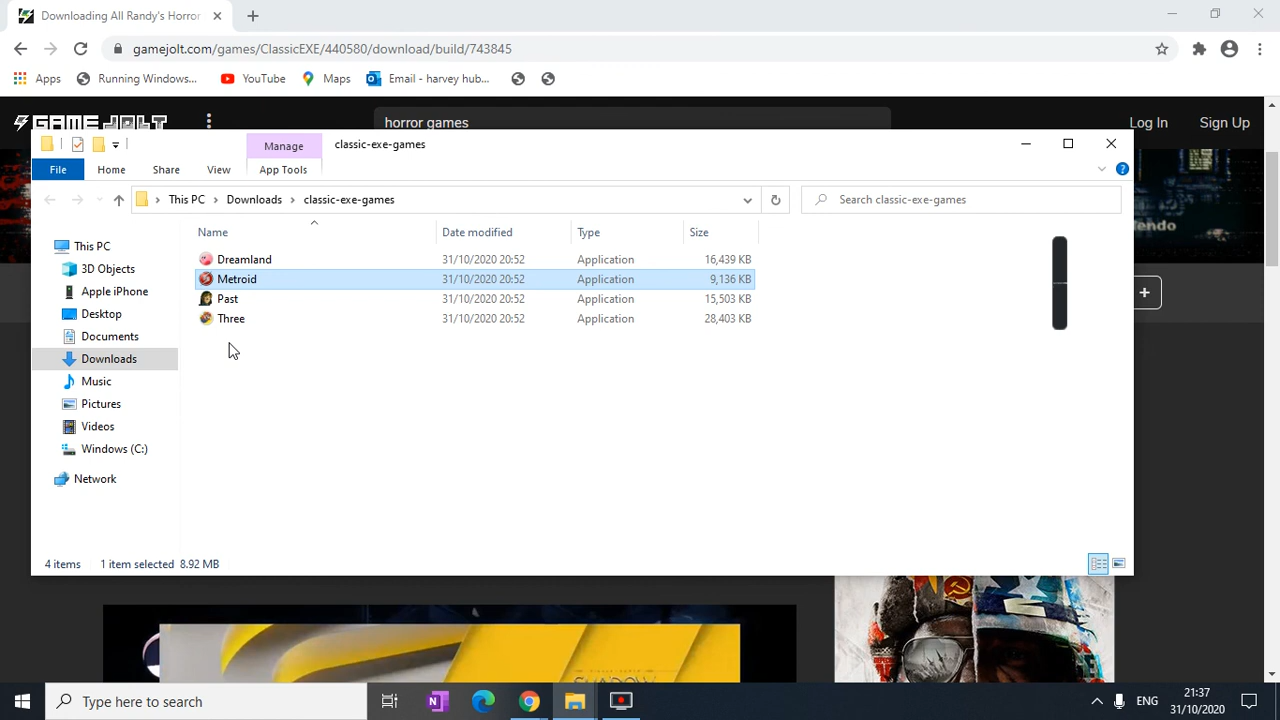 Downloading All Randy's Horror
gamejolt.com/games/ClassicEXE/440580/download/build/743845
Apps
Running Windows...
YouTube
Maps
Email - harvey hub...
GAME JOLT
horror games
Log In
Sign Up
Manage
classic-exe-games
File
Home
Share
View
App Tools
This PC
Downloads
classic-exe-games
Search classic-exe-games
Name
Date modified
Type
Size
This PC
3D Objects
Apple iPhone
Desktop
Documents
Downloads
Music
Pictures
Videos
Windows (C:)
Network
Dreamland 31/10/2020 20:52 Application 16,439 KB
Metroid 31/10/2020 20:52 Application 9,136 KB
Past 31/10/2020 20:52 Application 15,503 KB
Three 31/10/2020 20:52 Application 28,403 KB
4 items
1 item selected 8.92 MB
SHADOW
Type here to search
ENG
21:37
31/10/2020